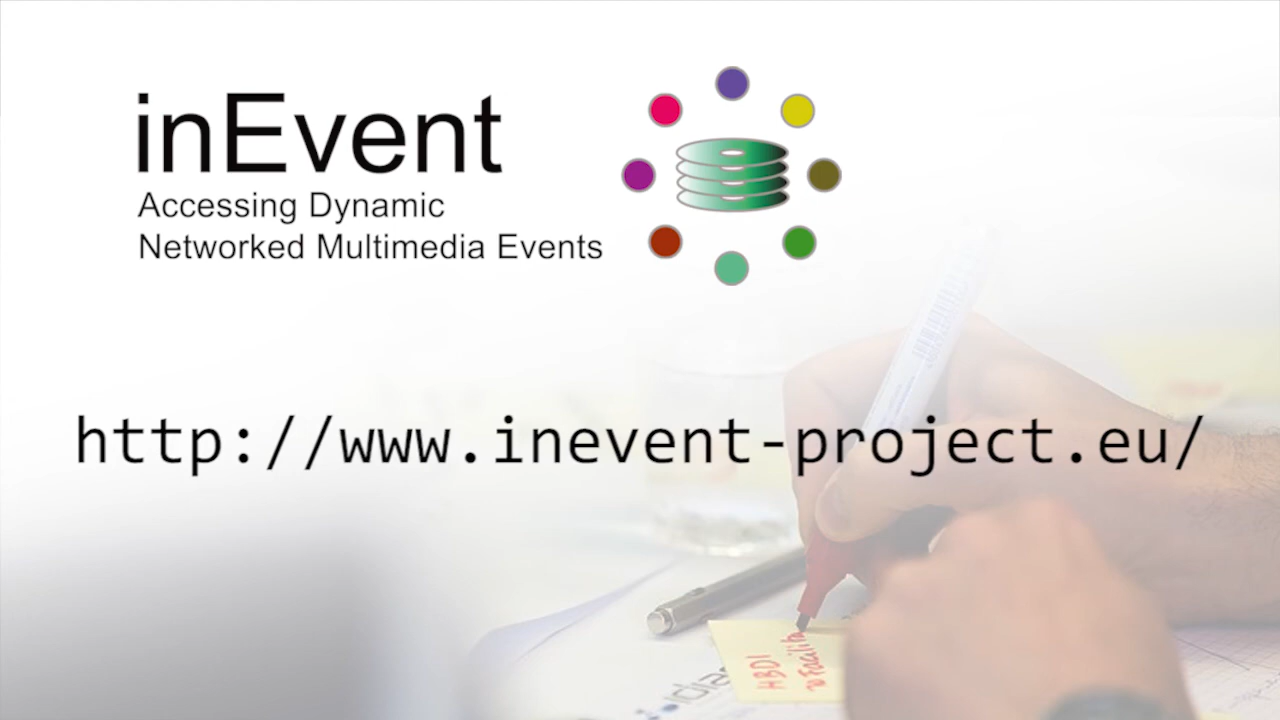 inEvent
Accessing Dynamic
Networked Multimedia Events
http://www.inevent-project.eu/
HBDI